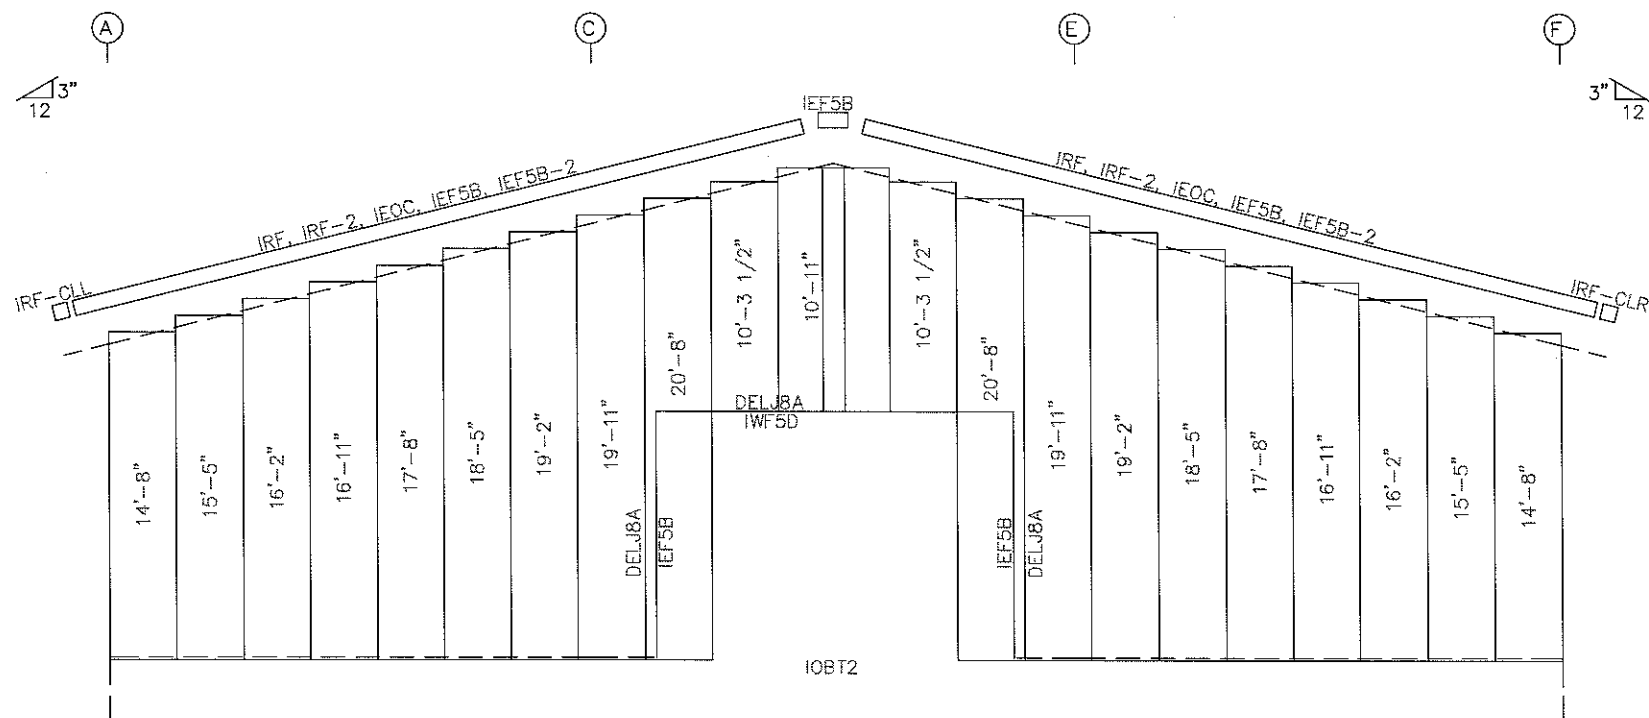 A
C
E
F
3"
12
3"
12
IEF5B
IRF, IRF-2, IEOC, IEF5B, IEF5B-2
IRF, IRF-2, IEOC, IEF5B, IEF5B-2
IRF-CLL
IRF-CLR
14'-8"
15'-5"
16'-2"
16'-11"
17'-8"
18'-5"
19'-2"
19'-11"
20'-8"
10'-3 1/2"
10'-11"
10'-3 1/2"
20'-8"
19'-11"
19'-2"
18'-5"
17'-8"
16'-11"
16'-2"
15'-5"
14'-8"
DELJ8A
IWF5D
DELJ8A
IEF5B
IEF5B
DELJ8A
IOBT2